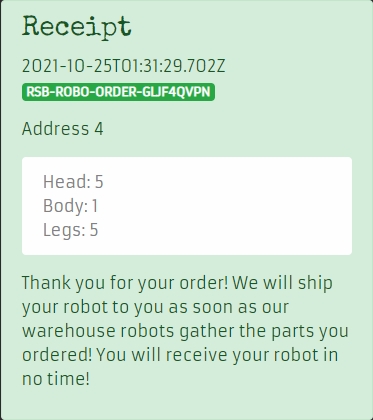 Receipt
2021-10-25T01:31:29.702Z
RSB-ROBO-ORDER-GLJF4QVPN
Address 4
Head: 5
Body: 1
Legs: 5
Thank you for your order! We will ship
your robot to you as soon as our
warehouse robots gather the parts you
ordered! You will receive your robot in
no time!